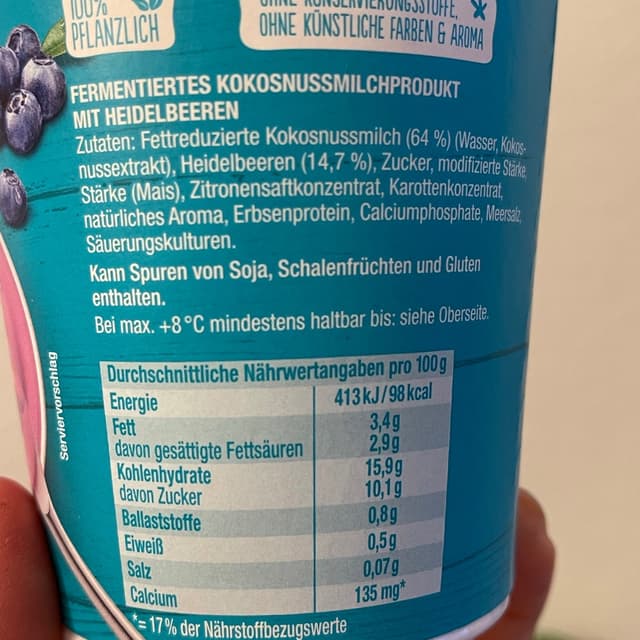 100%
PFLANZLICH
OHNE KONSERVIERUNGSSTOFFE,
OHNE KÜNSTLICHE FARBEN & AROMA
FERMENTIERTES KOKOSNUSSMILCHPRODUKT
MIT HEIDELBEEREN
Zutaten: Fettreduzierte Kokosnussmilch (64 %) (Wasser, Kokos-
nussextrakt), Heidelbeeren (14,7 %), Zucker, modifizierte Stärke,
Stärke (Mais), Zitronensaftkonzentrat, Karottenkonzentrat,
natürliches Aroma, Erbsenprotein, Calciumphosphate, Meersalz,
Säuerungskulturen.
Kann Spuren von Soja, Schalenfrüchten und Gluten
enthalten.
Bei max. +8 °C mindestens haltbar bis: siehe Oberseite.
Serviervorschlag
Durchschnittliche Nährwertangaben pro 100 g
Energie 413 kJ / 98 kcal
Fett 3,4 g
davon gesättigte Fettsäuren 2,9 g
Kohlenhydrate 15,9 g
davon Zucker 10,1 g
Ballaststoffe 0,8 g
Eiweiß 0,5 g
Salz 0,07 g
Calcium 135 mg*
*= 17 % der Nährstoffbezugswerte